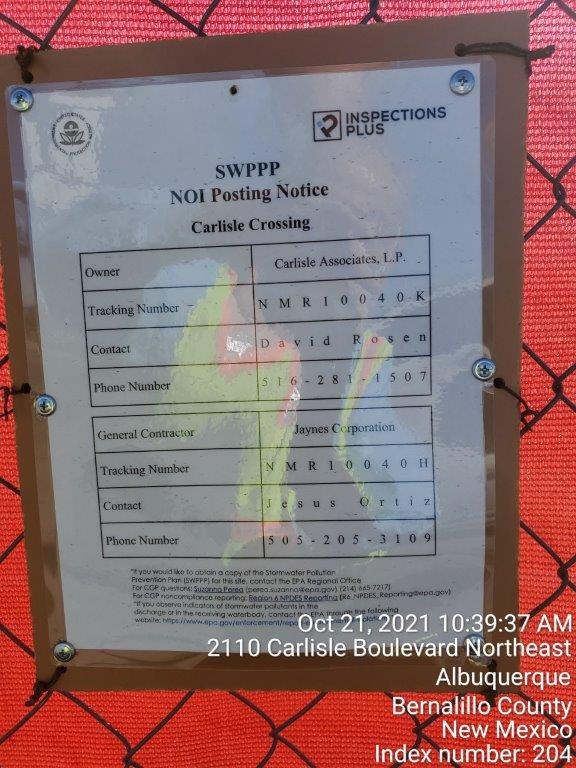 INSPECTIONS
PLUS
SWPPP
NOI Posting Notice
Carlisle Crossing
Owner Carlisle Associates, L.P.
Tracking Number N M R 1 0 0 4 0 K
Contact D a v i d R o s e n
Phone Number 5 1 6 - 2 8 1 - 1 5 0 7
General Contractor Jaynes Corporation
Tracking Number N M R 1 0 0 4 0 H
Contact J e s u s O r t i z
Phone Number 5 0 5 - 2 0 5 - 3 1 0 9
"If you would like to obtain a copy of the Stormwater Pollution
Prevention Plan (SWPPP) for this site, contact the EPA Regional Office
For CGP questions: Suzanna Perea (perea.suzanna@epa.gov) (214) 665-7217)
For CGP noncompliance reporting: Region 6 NPDES Reporting (R6_NPDES_Reporting@epa.gov)
"If you observe indicators of stormwater pollutants in the
discharge or in the receiving waterbody, contact the EPA through the following
website: https://www.epa.gov/enforcement/
Oct 21, 2021 10:39:37 AM
2110 Carlisle Boulevard Northeast
Albuquerque
Bernalillo County
New Mexico
Index number: 204